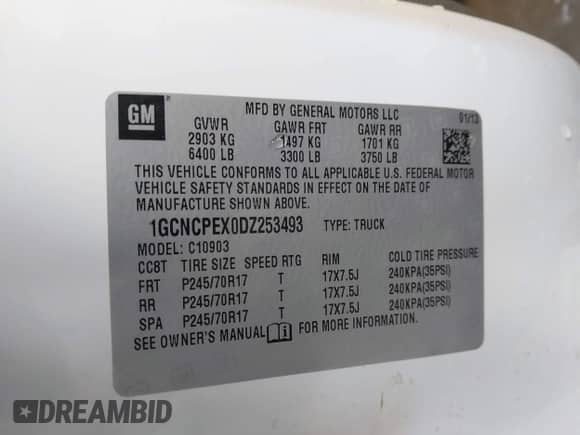 GM
MFD BY GENERAL MOTORS LLC 01/13
GVWR GAWR FRT GAWR RR
2903 KG 1497 KG 1701 KG
6400 LB 3300 LB 3750 LB
THIS VEHICLE CONFORMS TO ALL APPLICABLE U.S. FEDERAL MOTOR
VEHICLE SAFETY STANDARDS IN EFFECT ON THE DATE OF
MANUFACTURE SHOWN ABOVE.
1GCNCPEX0DZ253493 TYPE: TRUCK
MODEL: C10903
CC8T TIRE SIZE SPEED RTG RIM COLD TIRE PRESSURE
FRT P245/70R17 T 17X7.5J 240KPA(35PSI)
RR P245/70R17 T 17X7.5J 240KPA(35PSI)
SPA P245/70R17 T 17X7.5J 240KPA(35PSI)
SEE OWNER'S MANUAL FOR MORE INFORMATION.
DREAMBID